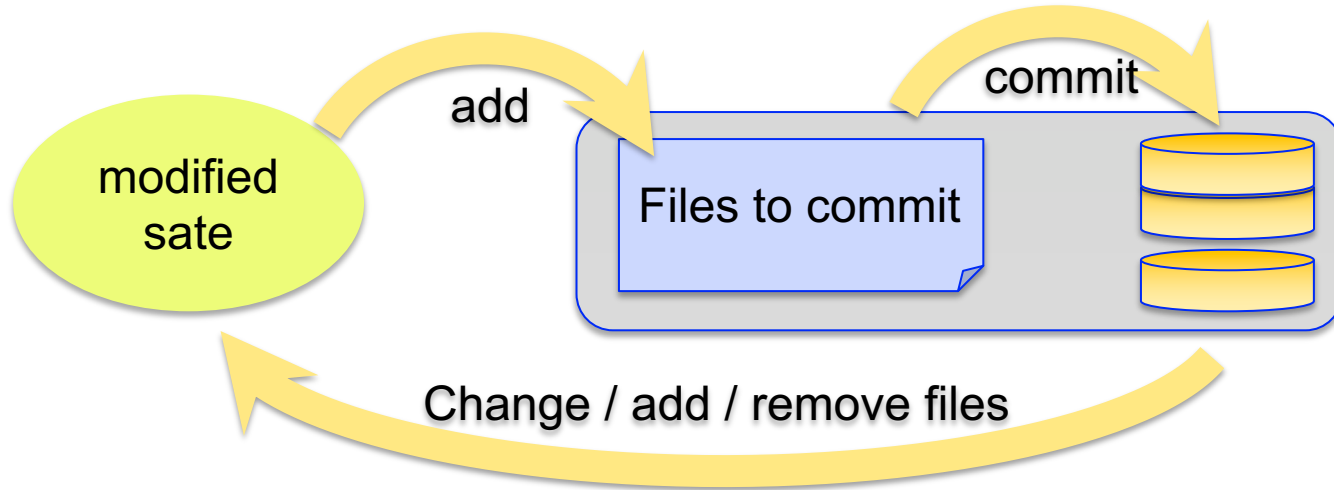 commit
add
modified
sate
Files to commit
Change / add / remove files